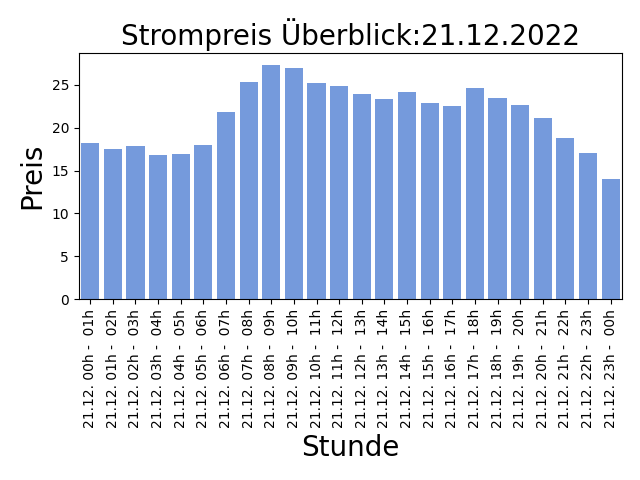 Strompreis Überblick:21.12.2022
Preis
25
20
15
10
5
0
21.12. 00h - 01h
21.12. 01h - 02h
21.12. 02h - 03h
21.12. 03h - 04h
21.12. 04h - 05h
21.12. 05h - 06h
21.12. 06h - 07h
21.12. 07h - 08h
21.12. 08h - 09h
21.12. 09h - 10h
21.12. 10h - 11h
21.12. 11h - 12h
21.12. 12h - 13h
21.12. 13h - 14h
21.12. 14h - 15h
21.12. 15h - 16h
21.12. 16h - 17h
21.12. 17h - 18h
21.12. 18h - 19h
21.12. 19h - 20h
21.12. 20h - 21h
21.12. 21h - 22h
21.12. 22h - 23h
21.12. 23h - 00h
Stunde